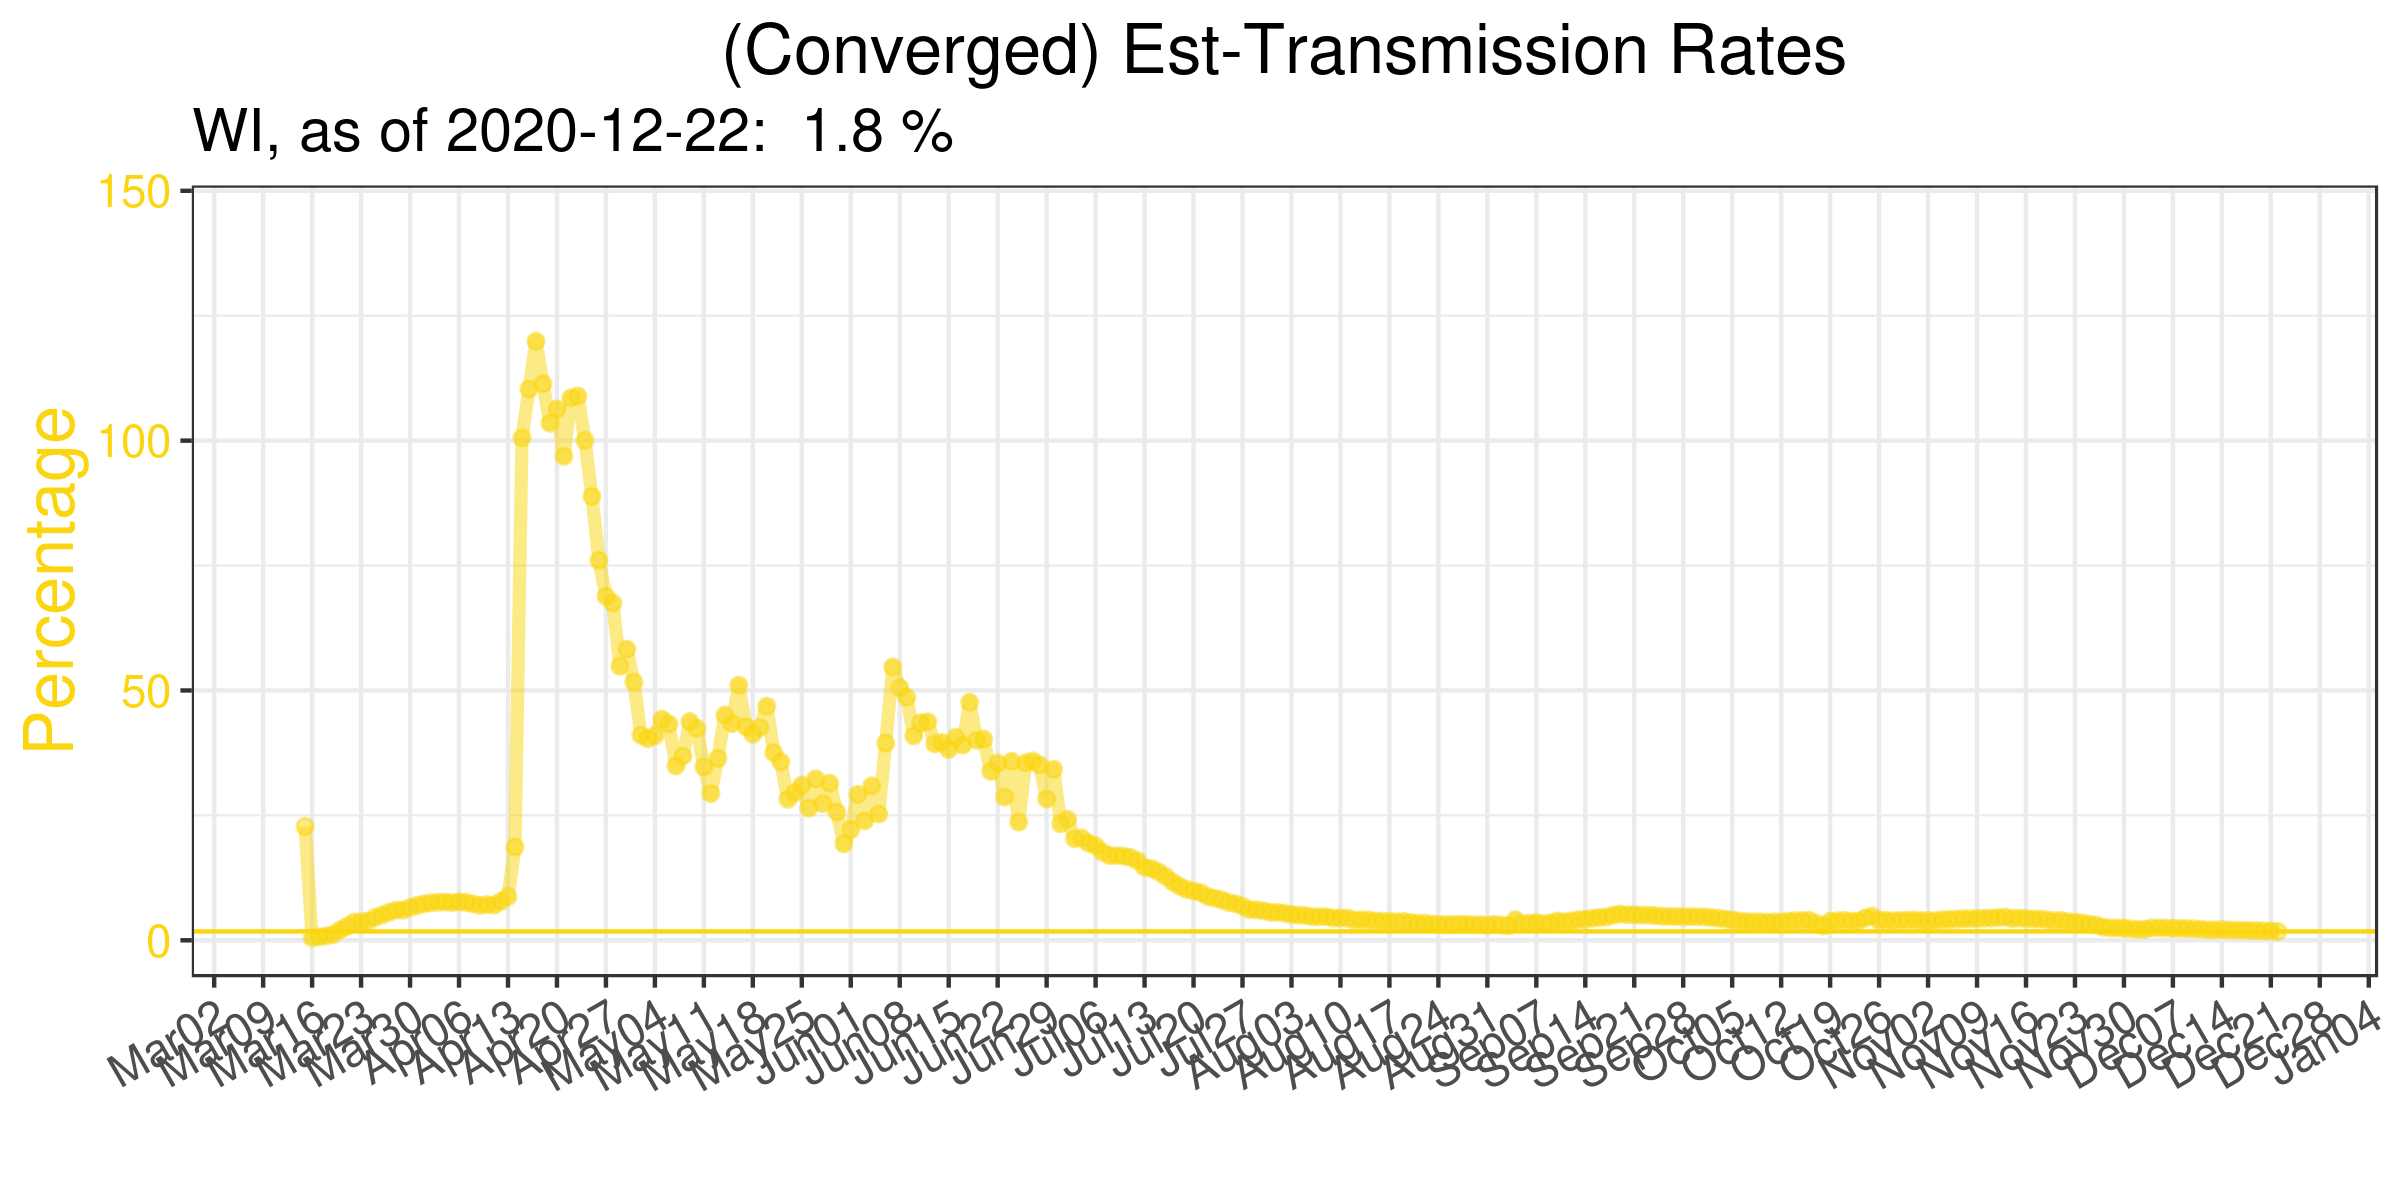 (Converged) Est-Transmission Rates
WI, as of 2020-12-22:  1.8 %
Percentage
150
100
50
0
Mar02 Mar09 Mar16 Mar23 Mar30 Apr06 Apr13 Apr20 Apr27 May04 May11 May18 May25 Jun01 Jun08 Jun15 Jun22 Jun29 Jul06 Jul13 Jul20 Jul27 Aug03 Aug10 Aug17 Aug24 Aug31 Sep07 Sep14 Sep21 Sep28 Oct05 Oct12 Oct19 Oct26 Nov02 Nov09 Nov16 Nov23 Nov30 Dec07 Dec14 Dec21 Dec28 Jan04